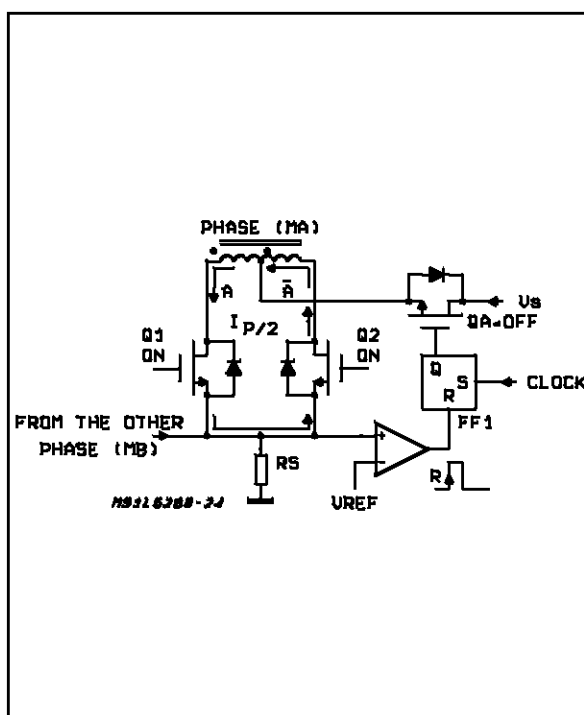 PHASE (MA)
A
A̅
I P/2
Q1
ON
Q2
ON
Vs
QA=OFF
Q
S
R
CLOCK
FF1
FROM THE OTHER
PHASE (MB)
RS
+
-
VREF
R